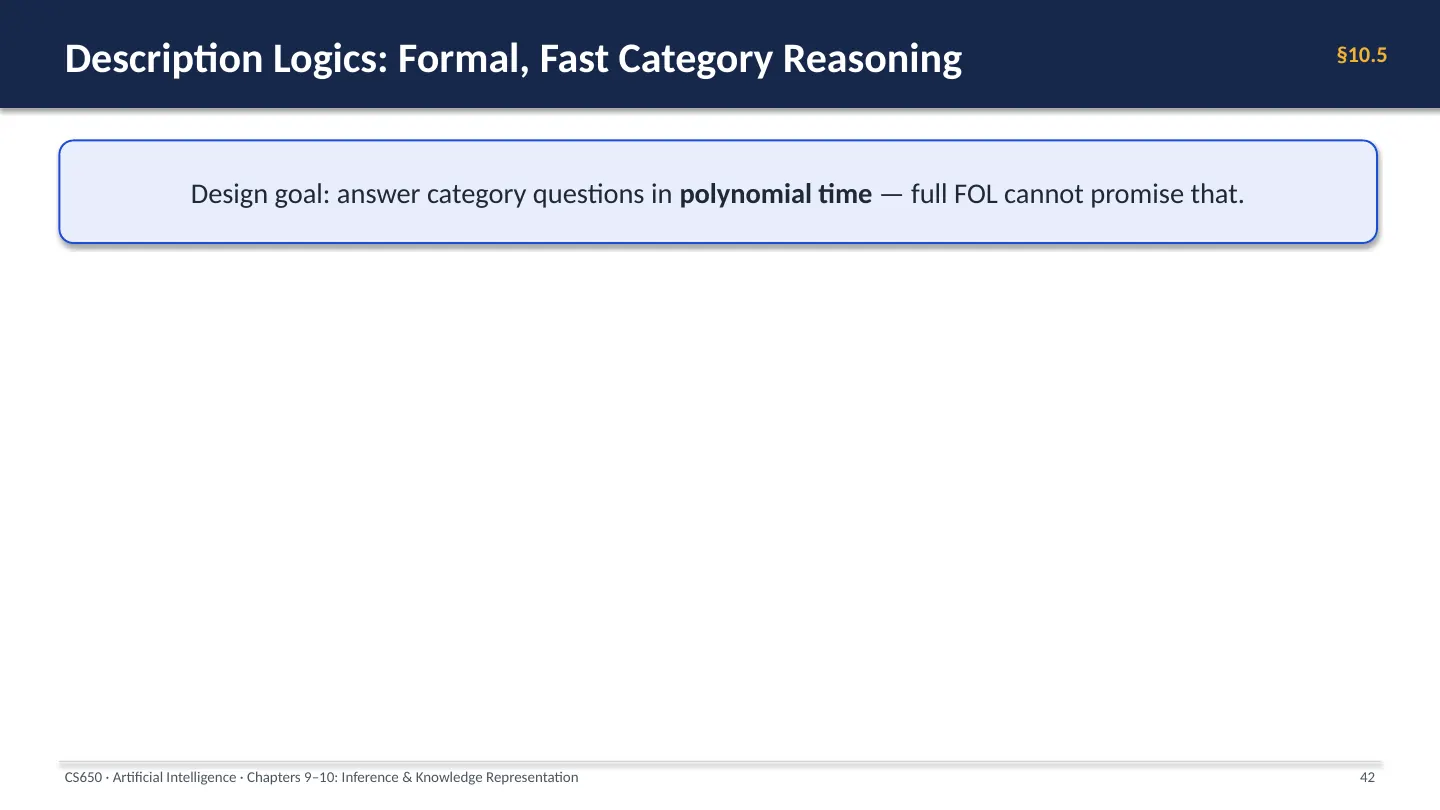 Description Logics: Formal, Fast Category Reasoning
§10.5
Design goal: answer category questions in polynomial time — full FOL cannot promise that.
CS650 · Artificial Intelligence · Chapters 9–10: Inference & Knowledge Representation
42